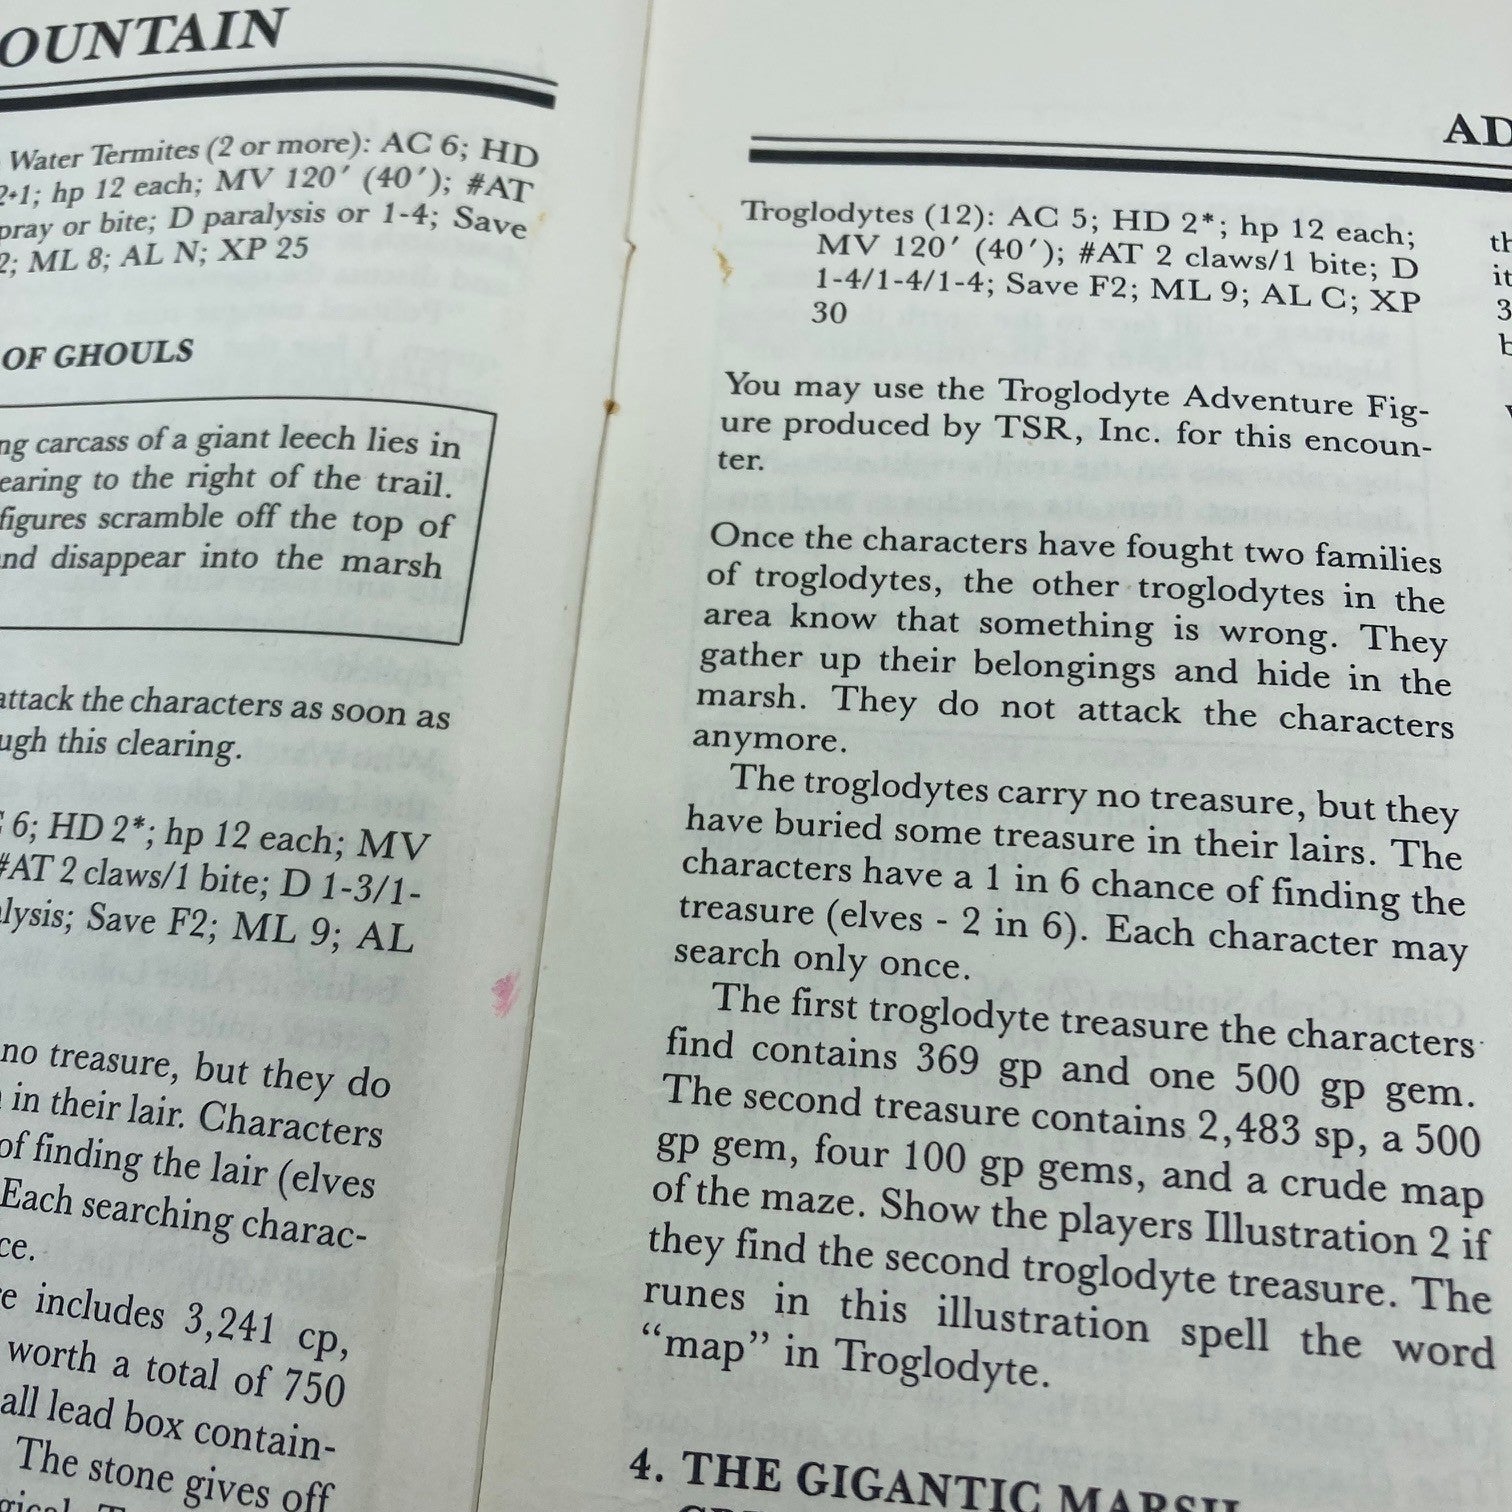 OUNTAIN
Water Termites (2 or more): AC 6; HD
2+1; hp 12 each; MV 120′ (40′); #AT
pray or bite; D paralysis or 1-4; Save
2; ML 8; AL N; XP 25
OF GHOULS
ng carcass of a giant leech lies in
earing to the right of the trail.
figures scramble off the top of
nd disappear into the marsh
attack the characters as soon as
ugh this clearing.
6; HD 2*; hp 12 each; MV
#AT 2 claws/1 bite; D 1-3/1-
lysis; Save F2; ML 9; AL
no treasure, but they do
in their lair. Characters
of finding the lair (elves
Each searching charac-
ce.
e includes 3,241 cp,
worth a total of 750
all lead box contain-
The stone gives off
AD
Troglodytes (12): AC 5; HD 2*; hp 12 each;
MV 120′ (40′); #AT 2 claws/1 bite; D
1-4/1-4/1-4; Save F2; ML 9; AL C; XP
30
You may use the Troglodyte Adventure Fig-
ure produced by TSR, Inc. for this encoun-
ter.
Once the characters have fought two families
of troglodytes, the other troglodytes in the
area know that something is wrong. They
gather up their belongings and hide in the
marsh. They do not attack the characters
anymore.
The troglodytes carry no treasure, but they
have buried some treasure in their lairs. The
characters have a 1 in 6 chance of finding the
treasure (elves - 2 in 6). Each character may
search only once.
The first troglodyte treasure the characters
find contains 369 gp and one 500 gp gem.
The second treasure contains 2,483 sp, a 500
gp gem, four 100 gp gems, and a crude map
of the maze. Show the players Illustration 2 if
they find the second troglodyte treasure. The
runes in this illustration spell the word
“map” in Troglodyte.
4. THE GIGANTIC MARSH
th
it
3
b